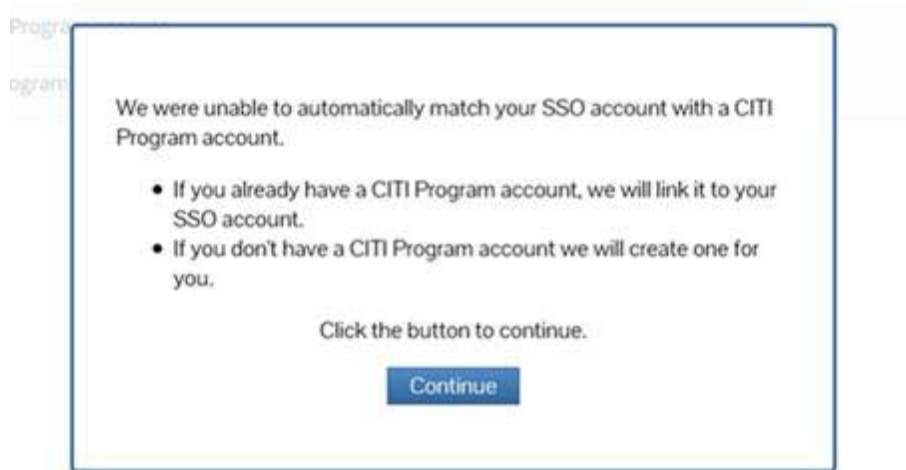 Progra
ogram
We were unable to automatically match your SSO account with a CITI
Program account.
• If you already have a CITI Program account, we will link it to your
SSO account.
• If you don't have a CITI Program account we will create one for
you.
Click the button to continue.
Continue